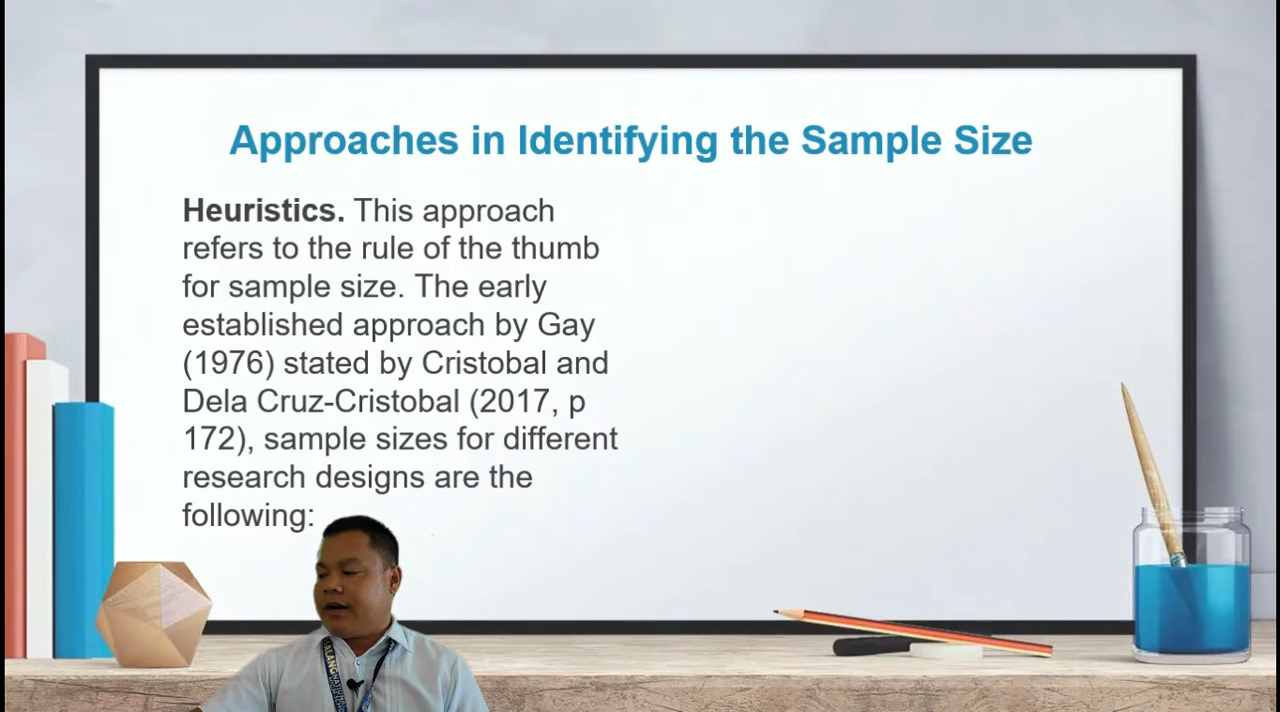 Approaches in Identifying the Sample Size
Heuristics. This approach
refers to the rule of the thumb
for sample size. The early
established approach by Gay
(1976) stated by Cristobal and
Dela Cruz-Cristobal (2017, p
172), sample sizes for different
research designs are the
following: